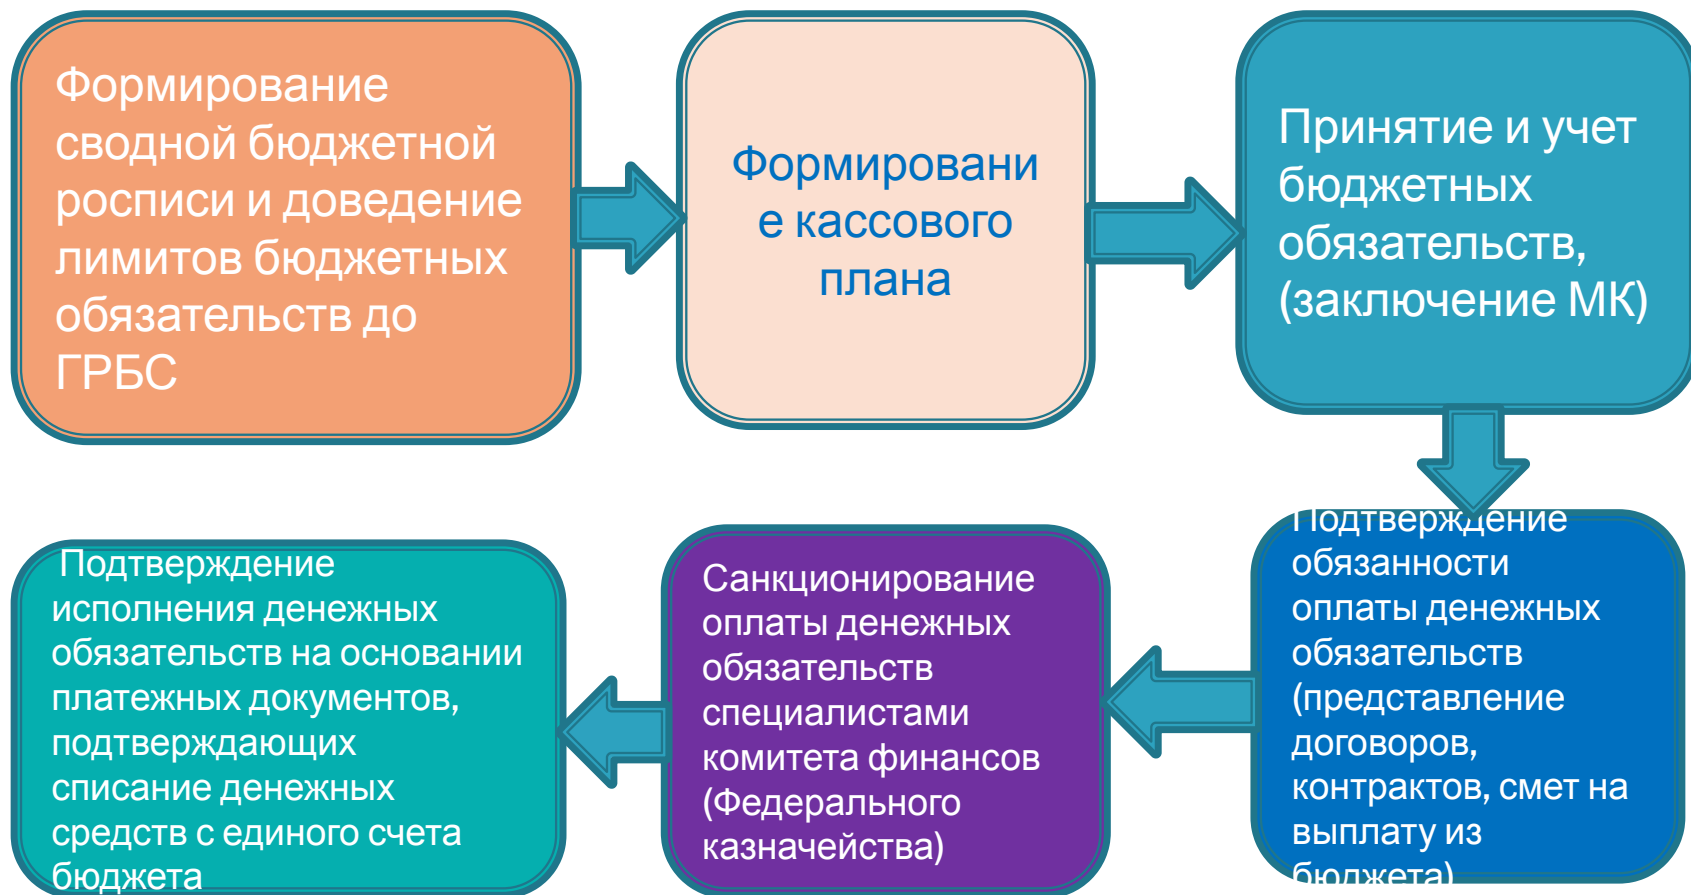 Формирование
сводной бюджетной
росписи и доведение
лимитов бюджетных
обязательств до
ГРБС
Формировани
е кассового
плана
Принятие и учет
бюджетных
обязательств,
(заключение МК)
Подтверждение
обязанности
оплаты денежных
обязательств
(представление
договоров,
контрактов, смет на
выплату из
бюджета)
Санкционирование
оплаты денежных
обязательств
специалистами
комитета финансов
(Федерального
казначейства)
Подтверждение
исполнения денежных
обязательств на основании
платежных документов,
подтверждающих
списание денежных
средств с единого счета
бюджета